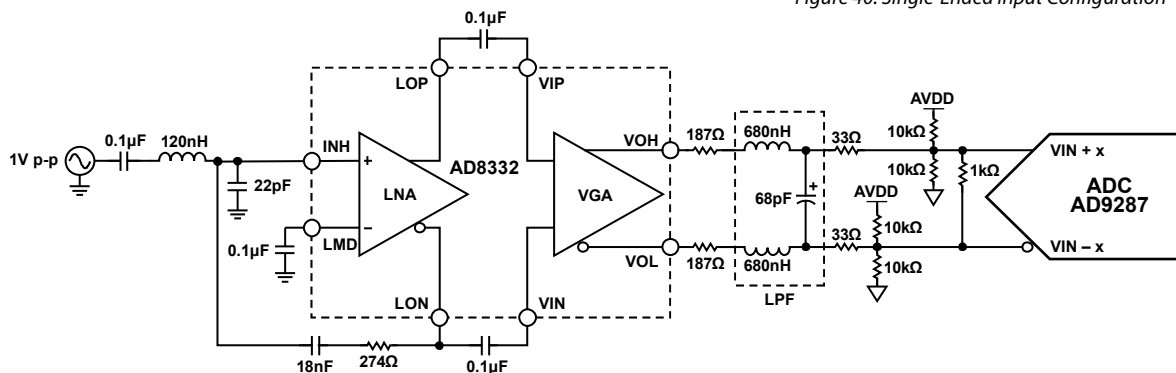 Figure 46. Single-Ended Input Configuration
0.1µF
LOP
VIP
AVDD
0.1µF
120nH
VOH
187Ω
680nH
33Ω
10kΩ
1V p-p
INH
+
AD8332
10kΩ
1kΩ
VIN + x
22pF
LNA
VGA
68pF
+
AVDD
ADC
AD9287
–
LMD
10kΩ
0.1µF
VOL
187Ω
680nH
33Ω
VIN – x
10kΩ
LPF
LON
VIN
18nF
274Ω
0.1µF